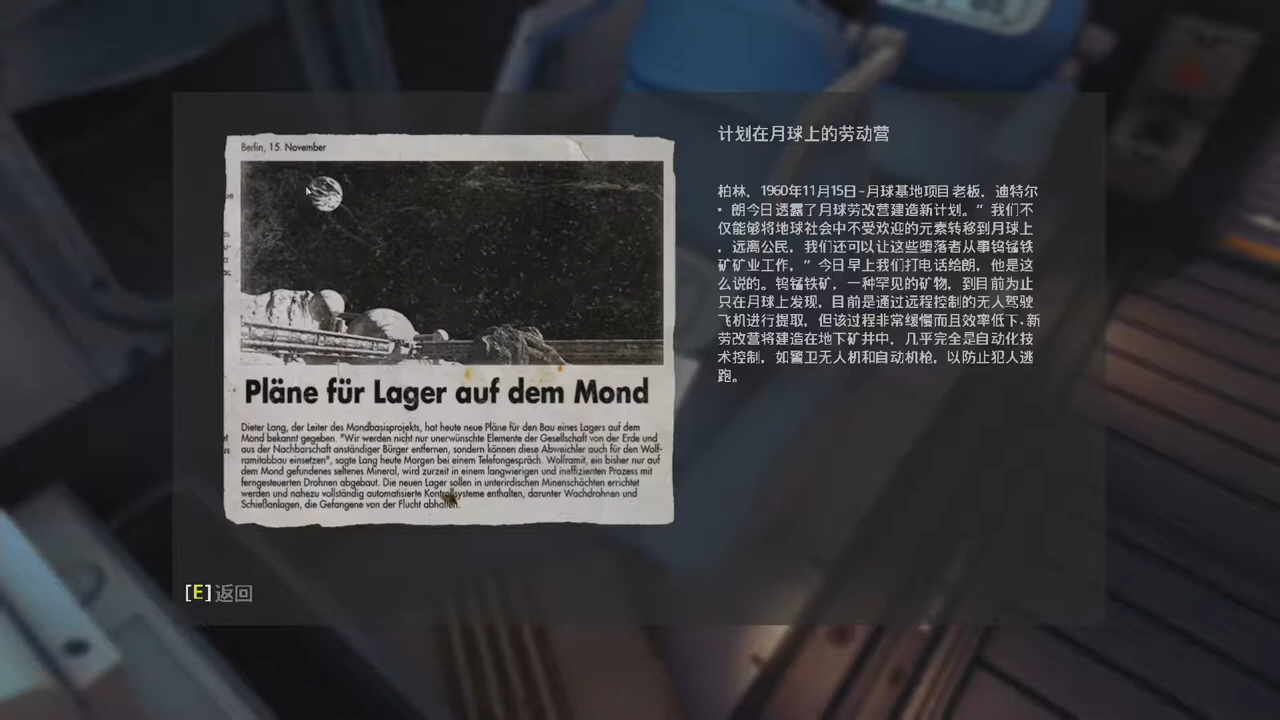 Berlin, 15. November
Pläne für Lager auf dem Mond
Dieter Lang, der Leiter des Mondbasisprojekts, hat heute neue Pläne für den Bau eines Lagers auf dem
Mond bekannt gegeben. "Wir werden nicht nur unerwünschte Elemente der Gesellschaft von der Erde und
aus der Nachbarschaft anständiger Bürger entfernen, sondern können diese Abweichler auch für den Wolf-
ramitabbau einsetzen", sagte Lang heute Morgen bei einem Telefongespräch. Wolframit, ein bisher nur auf
dem Mond gefundenes seltenes Mineral, wird zurzeit in einem langwierigen und ineffizienten Prozess mit
ferngesteuerten Drohnen abgebaut. Die neuen Lager sollen in unterirdischen Minenschächten errichtet
werden und nahezu vollständig automatisierte Kontrollsysteme enthalten, darunter Wachdrohnen und
Schießanlagen, die Gefangene von der Flucht abhalten.
计划在月球上的劳动营
柏林，1960年11月15日-月球基地项目老板，迪特尔
·朗今日透露了月球劳改营建造新计划。"我们不
仅能够将地球社会中不受欢迎的元素转移到月球上
，远离公民，我们还可以让这些堕落者从事钨锰铁
矿矿业工作，"今日早上我们打电话给朗，他是这
么说的。钨锰铁矿，一种罕见的矿物，到目前为止
只在月球上发现，目前是通过远程控制的无人驾驶
飞机进行提取，但该过程非常缓慢而且效率低下.新
劳改营将建造在地下矿井中，几乎完全是自动化技
术控制，如警卫无人机和自动机枪，以防止犯人逃
跑。
[E]返回